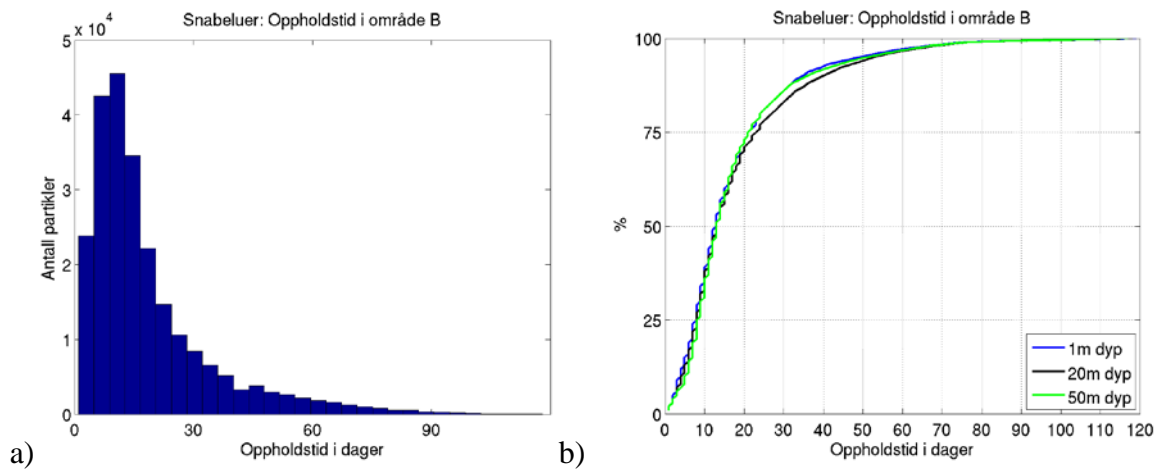 Snabeluer: Oppholdstid i område B
5 x 10^4
4
3
2
1
0
Antall partikler
0 30 60 90
Oppholdstid i dager
a)
Snabeluer: Oppholdstid i område B
100
75
50
25
0
%
0 10 20 30 40 50 60 70 80 90 100 110 120
Oppholdstid i dager
1m dyp
20m dyp
50m dyp
b)